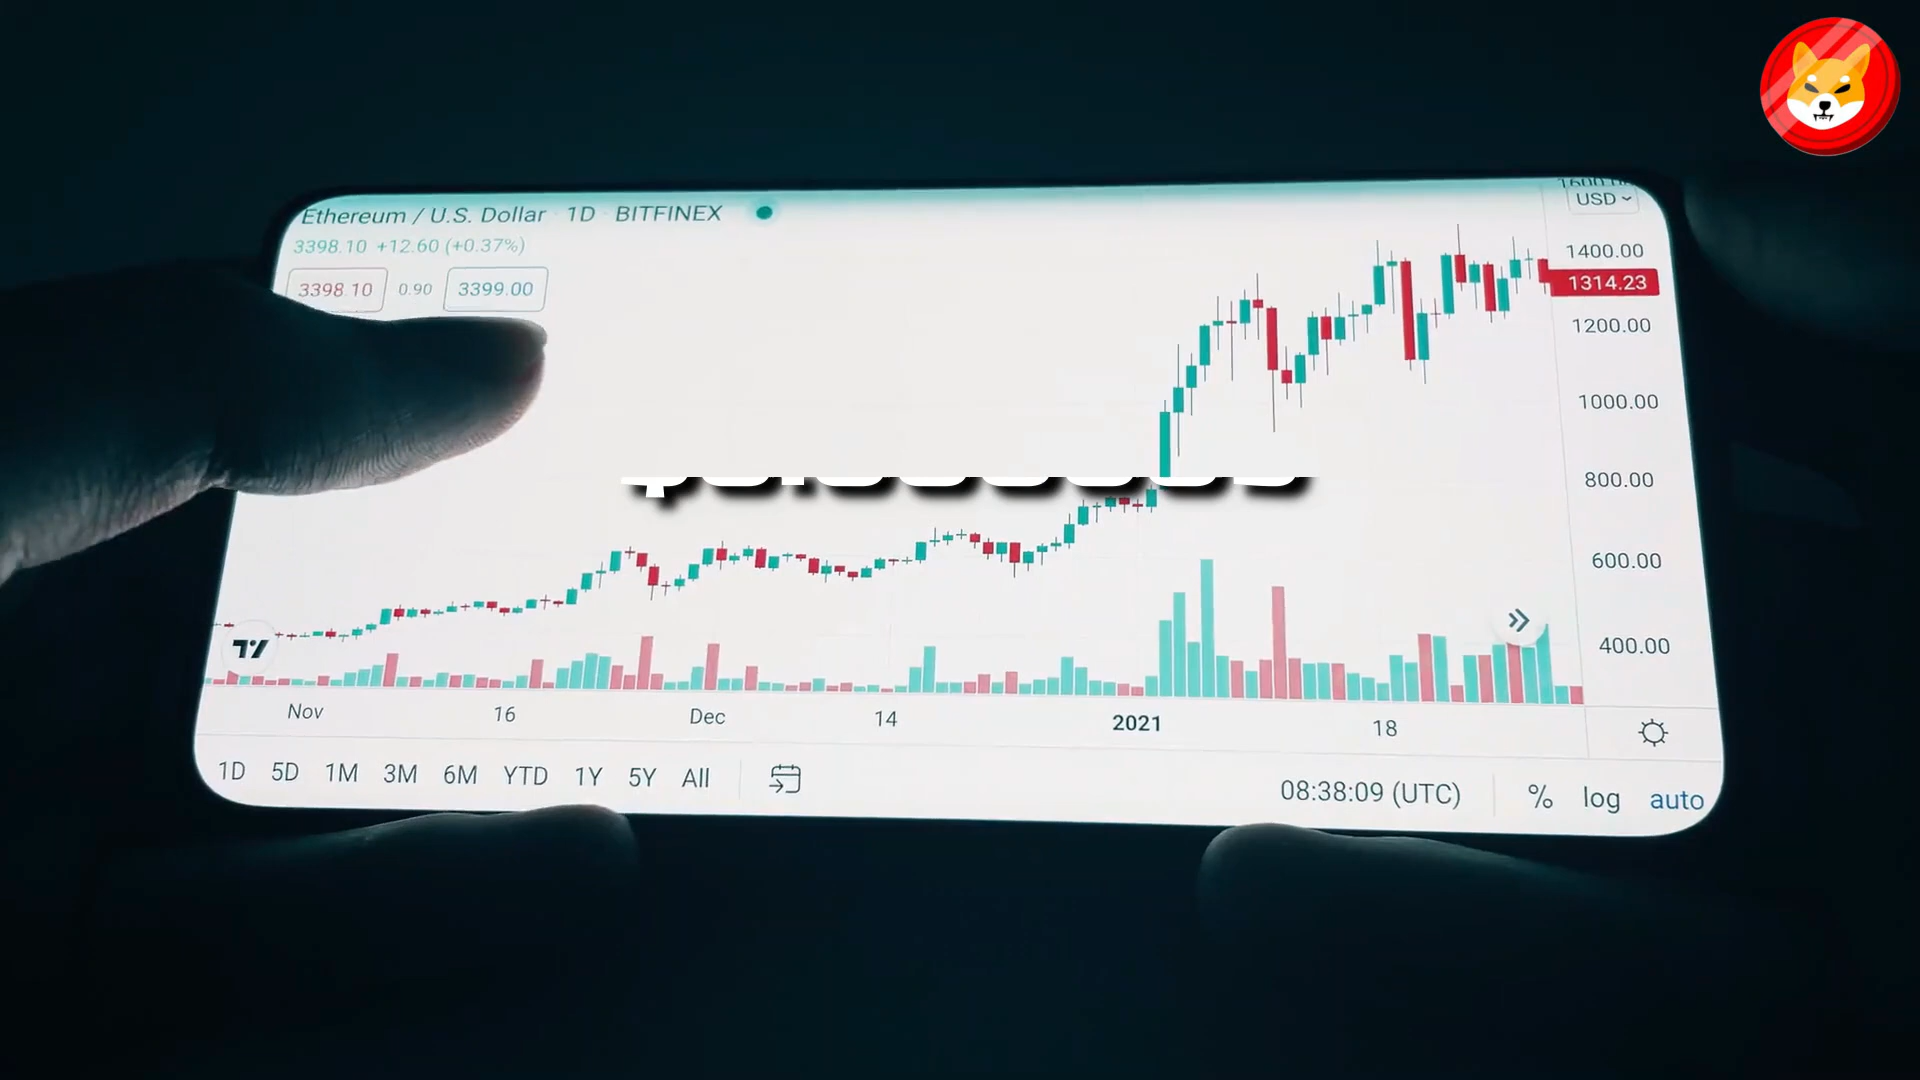 Ethereum / U.S. Dollar · 1D · BITFINEX
3398.10 +12.60 (+0.37%)
3398.10 0.90 3399.00
USD
1400.00
1314.23
1200.00
1000.00
800.00
600.00
400.00
Nov 16 Dec 14 2021 18
1D 5D 1M 3M 6M YTD 1Y 5Y All
08:38:09 (UTC) % log auto